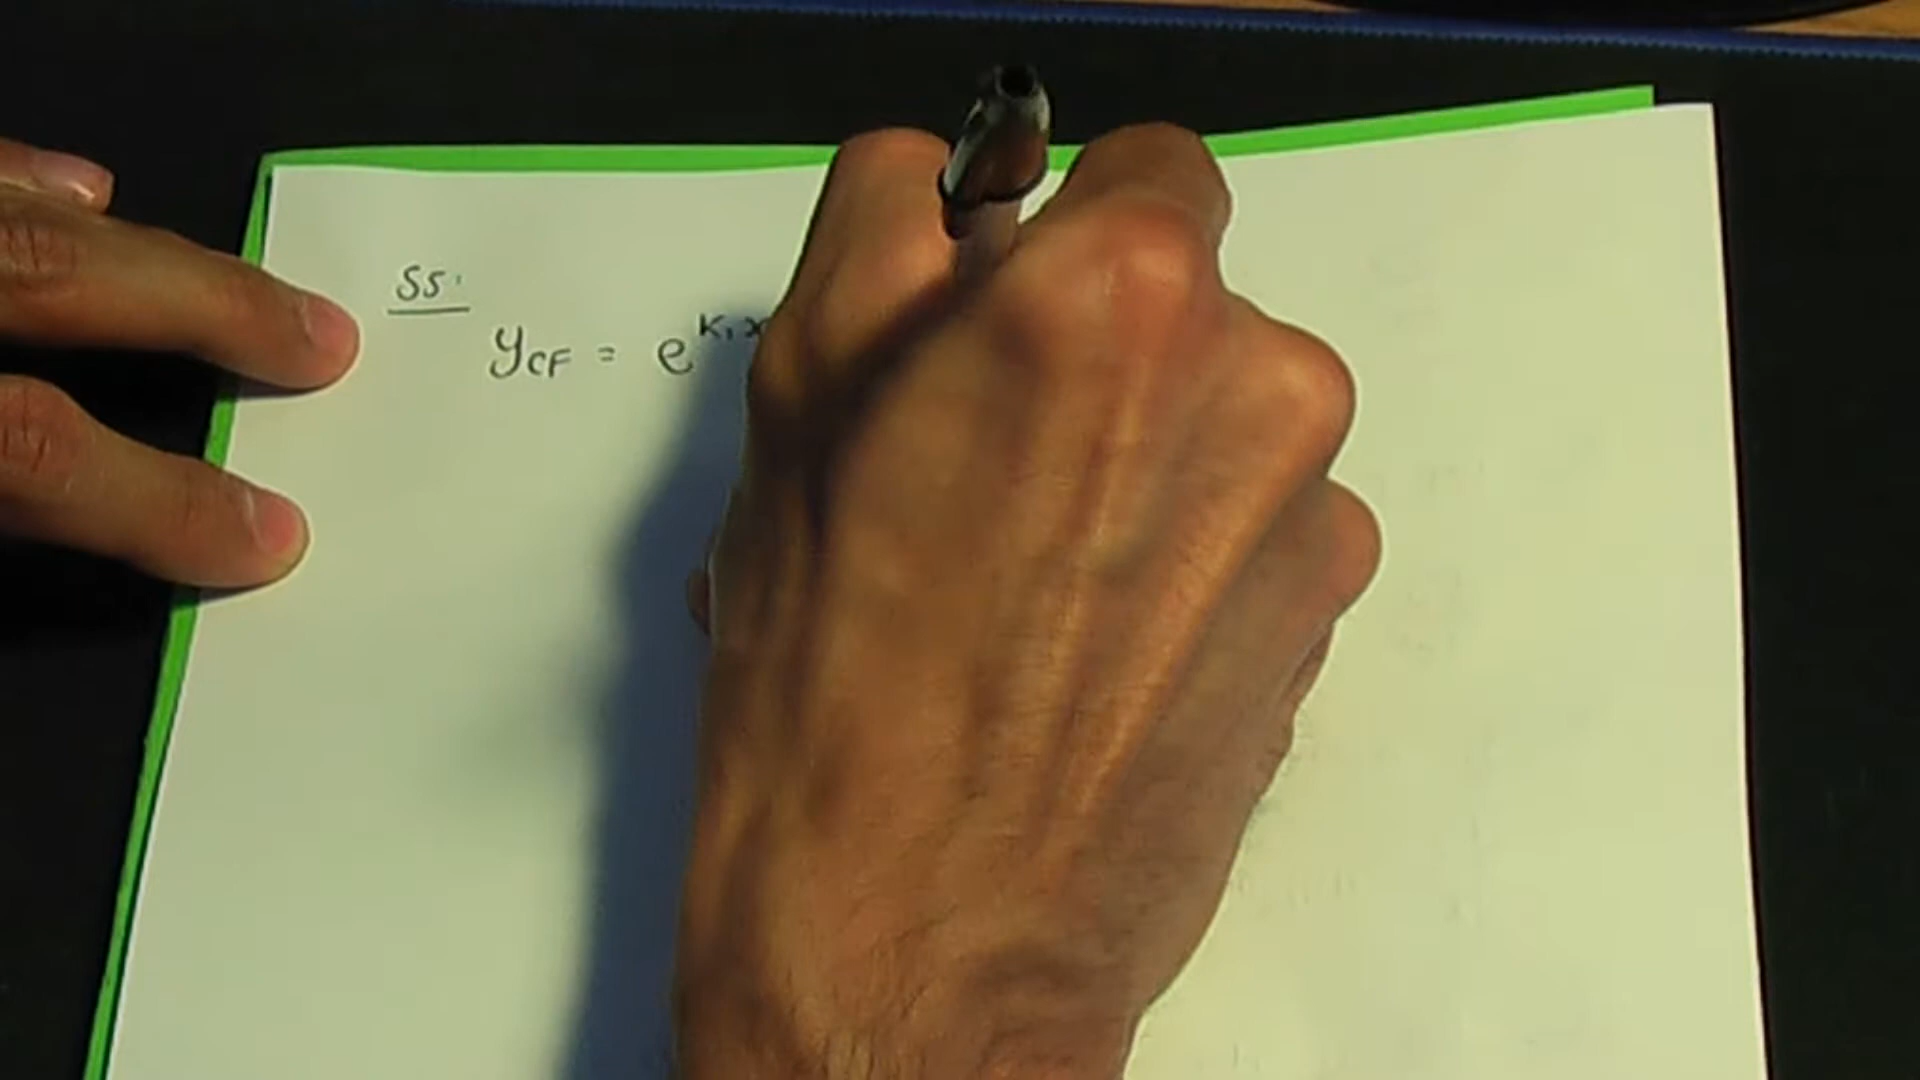 SS.
y_CF = e^{K₁x